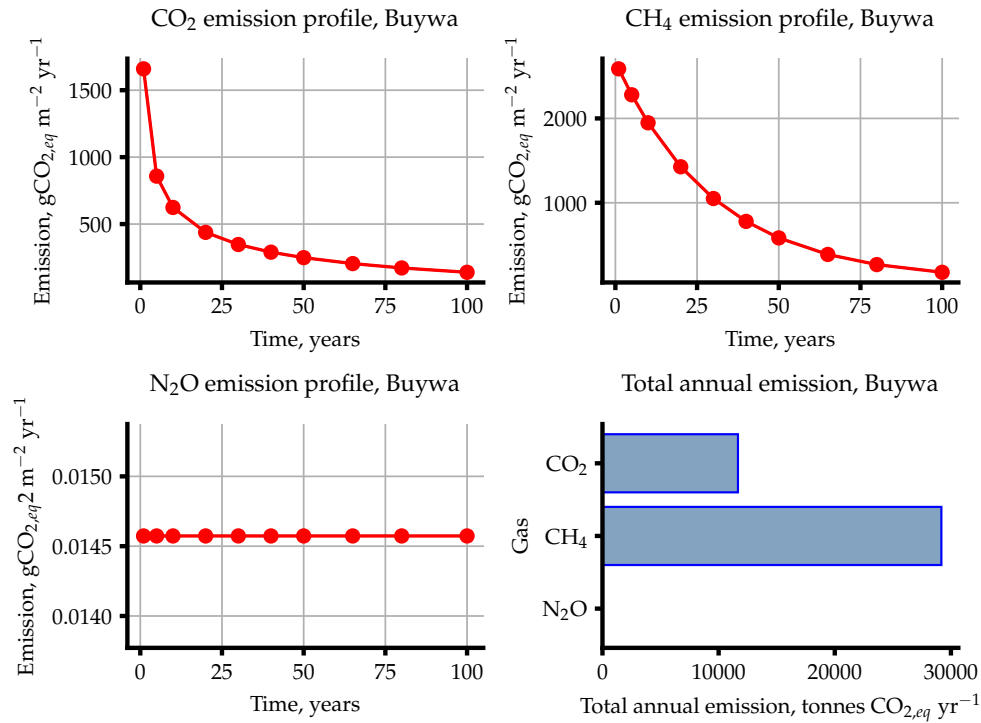 CO₂ emission profile, Buywa
Emission, gCO₂,eq m⁻² yr⁻¹
1500
1000
500
0 25 50 75 100
Time, years
CH₄ emission profile, Buywa
Emission, gCO₂,eq m⁻² yr⁻¹
2000
1000
0 25 50 75 100
Time, years
N₂O emission profile, Buywa
Emission, gCO₂,eq2 m⁻² yr⁻¹
0.0150
0.0145
0.0140
0 25 50 75 100
Time, years
Total annual emission, Buywa
Gas
CO₂
CH₄
N₂O
0 10000 20000 30000
Total annual emission, tonnes CO₂,eq yr⁻¹